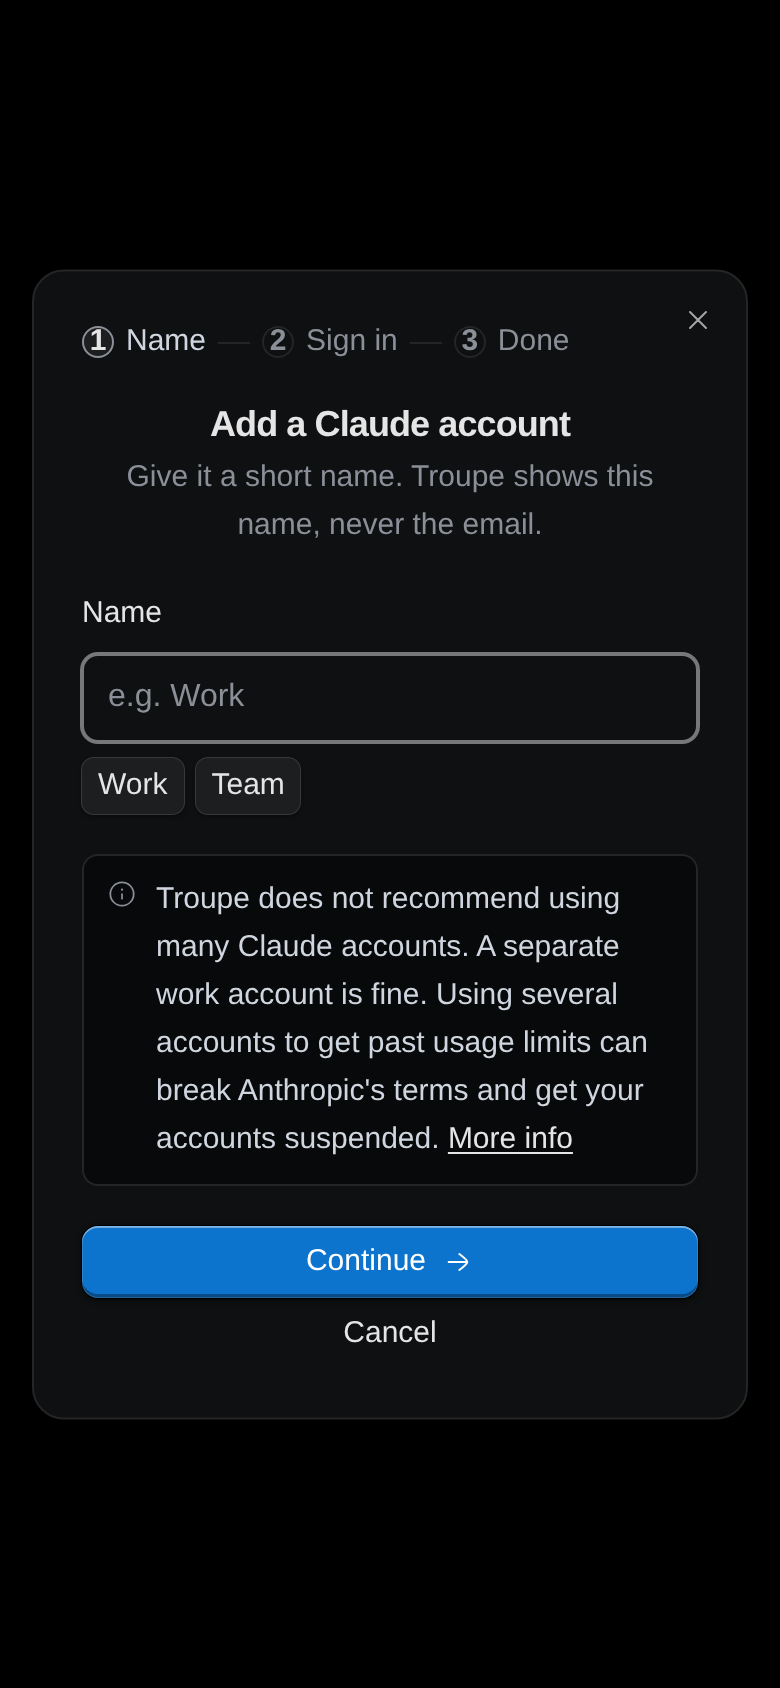 1 Name 2 Sign in 3 Done
Add a Claude account
Give it a short name. Troupe shows this
name, never the email.
Name
e.g. Work
Work Team
Troupe does not recommend using
many Claude accounts. A separate
work account is fine. Using several
accounts to get past usage limits can
break Anthropic's terms and get your
accounts suspended. More info
Continue →
Cancel